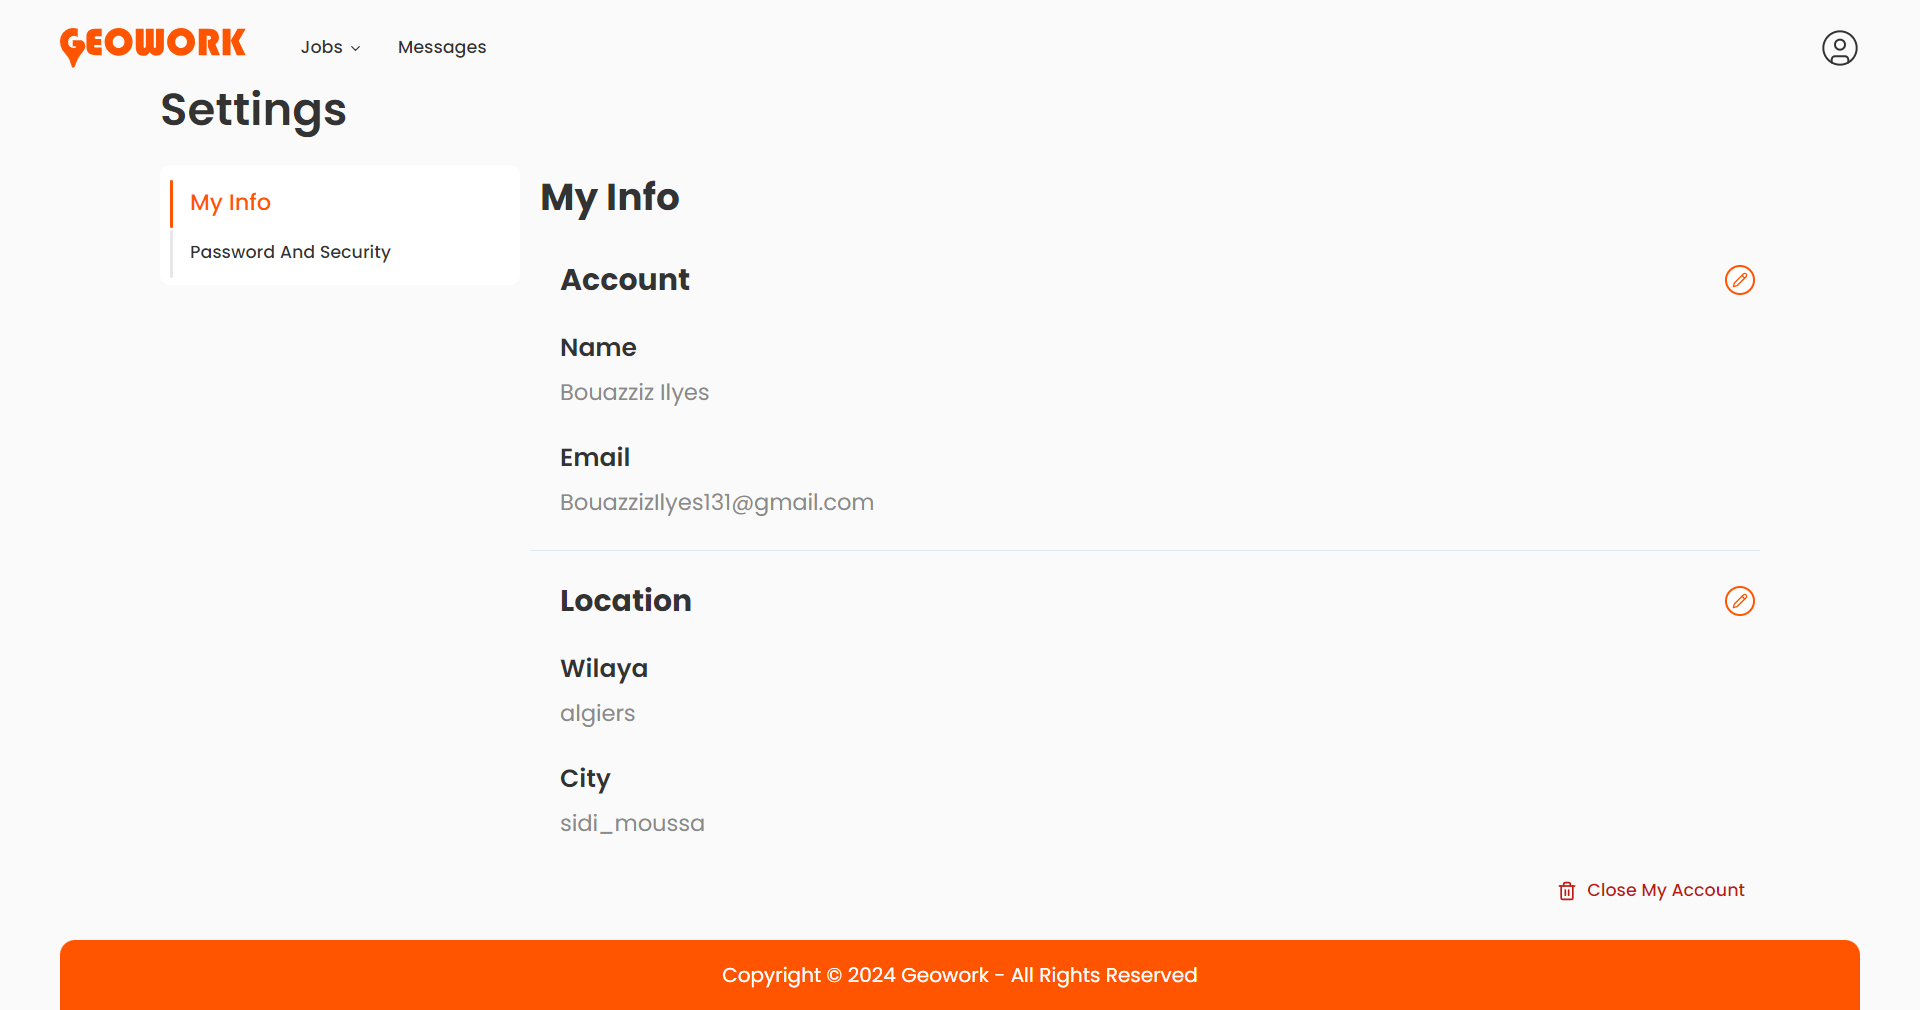 GEOWORK
Jobs
Messages
Settings
My Info
Password And Security
My Info
Account
Name
Bouazziz Ilyes
Email
BouazzizIlyes131@gmail.com
Location
Wilaya
algiers
City
sidi_moussa
Close My Account
Copyright © 2024 Geowork - All Rights Reserved